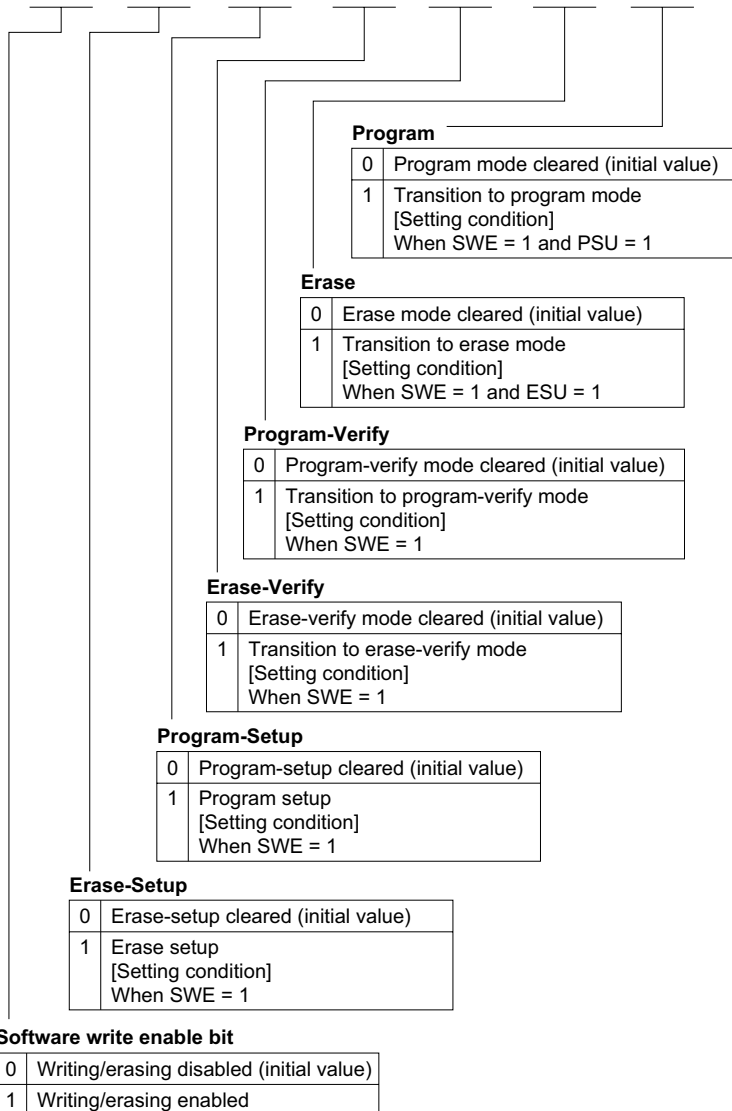 Program
0 Program mode cleared (initial value)
1 Transition to program mode
[Setting condition]
When SWE = 1 and PSU = 1
Erase
0 Erase mode cleared (initial value)
1 Transition to erase mode
[Setting condition]
When SWE = 1 and ESU = 1
Program-Verify
0 Program-verify mode cleared (initial value)
1 Transition to program-verify mode
[Setting condition]
When SWE = 1
Erase-Verify
0 Erase-verify mode cleared (initial value)
1 Transition to erase-verify mode
[Setting condition]
When SWE = 1
Program-Setup
0 Program-setup cleared (initial value)
1 Program setup
[Setting condition]
When SWE = 1
Erase-Setup
0 Erase-setup cleared (initial value)
1 Erase setup
[Setting condition]
When SWE = 1
Software write enable bit
0 Writing/erasing disabled (initial value)
1 Writing/erasing enabled